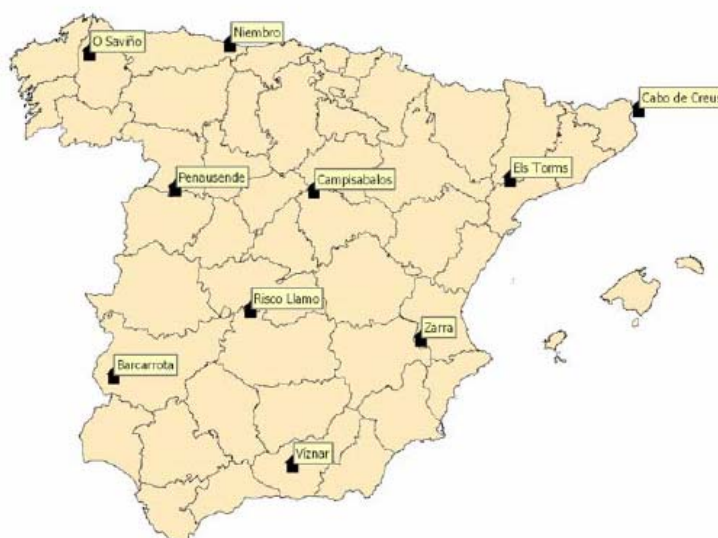 Niembro
O Saviño
Cabo de Creus
Els Torms
Penausende
Campisabalos
Risco Llamo
Zarra
Barcarrota
Víznar